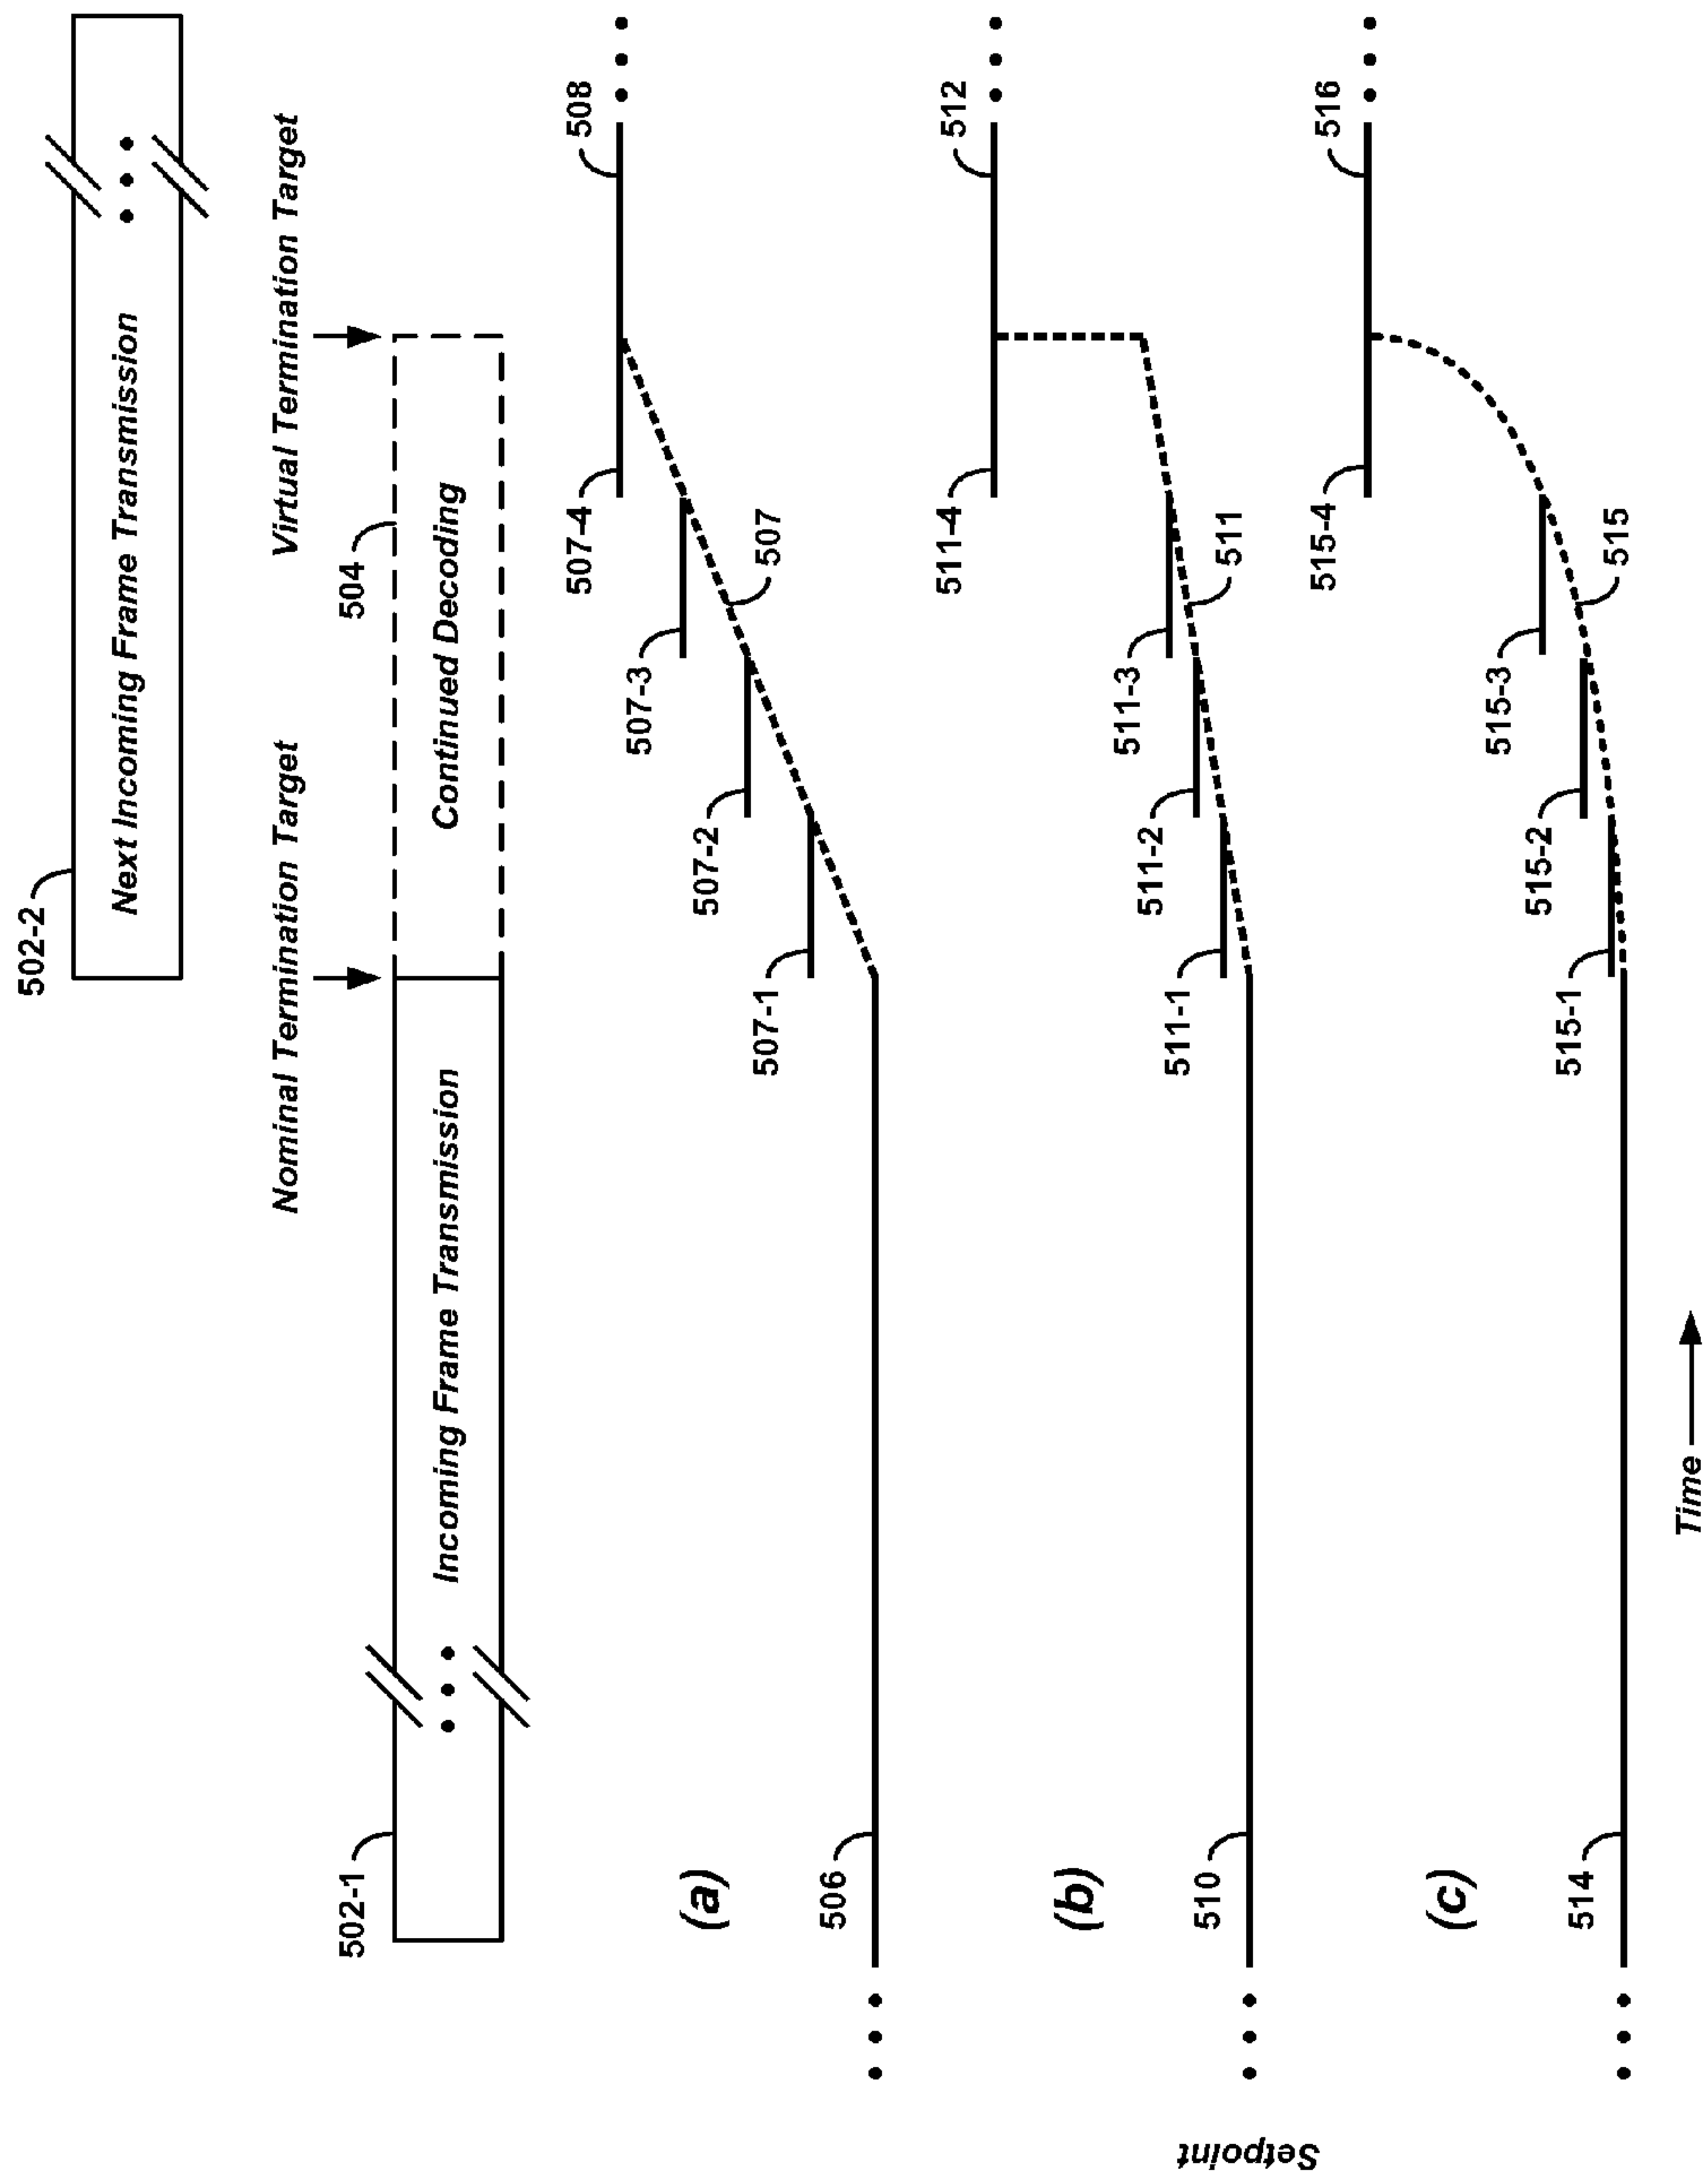 502-2
Next Incoming Frame Transmission
Nominal Termination Target
Virtual Termination Target
502-1
504
Incoming Frame Transmission
Continued Decoding
(a)
506
507-1
507-2
507-3
507-4
507
508
(b)
510
511-1
511-2
511-3
511-4
511
512
(c)
514
515-1
515-2
515-3
515-4
515
516
Setpoint
Time